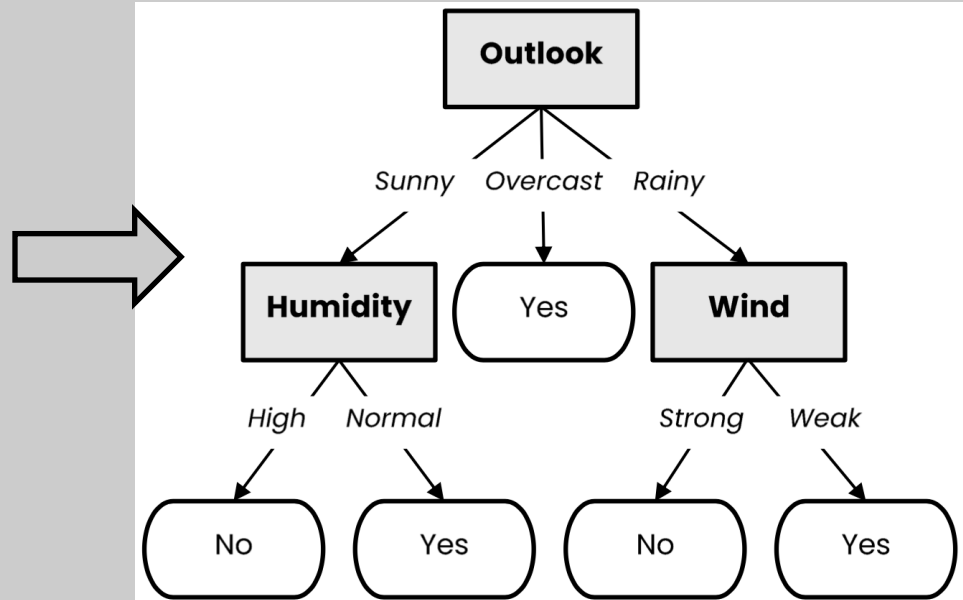 Outlook
Sunny Overcast Rainy
Humidity Yes Wind
High Normal Strong Weak
No Yes No Yes